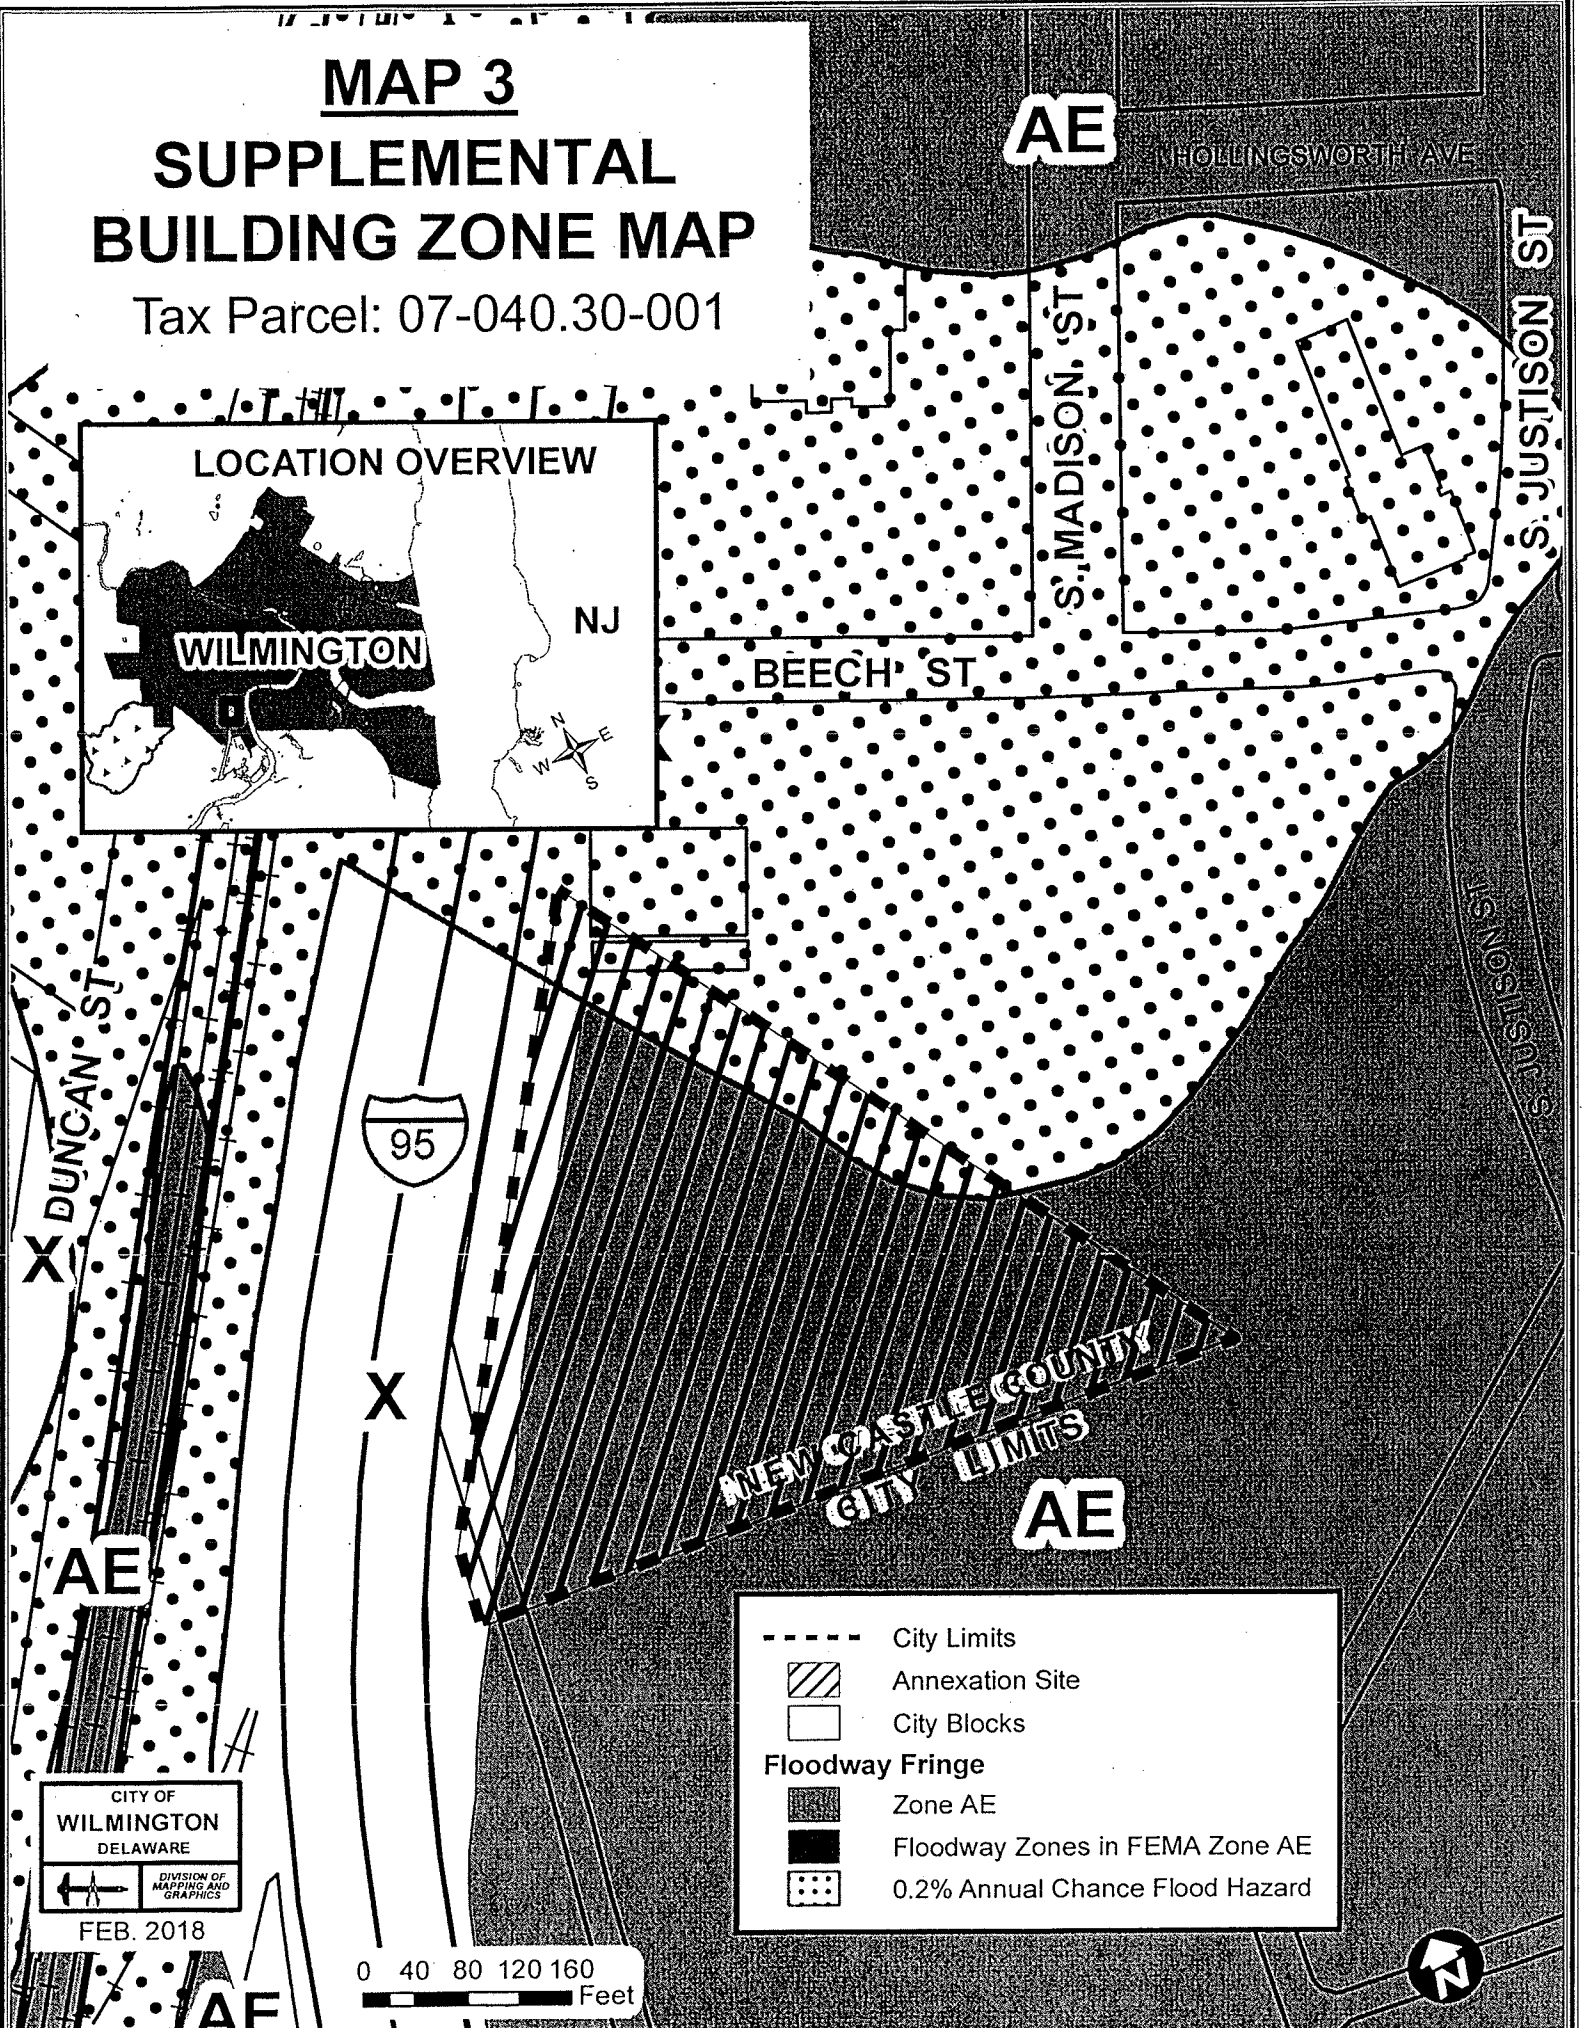 MAP 3
SUPPLEMENTAL
BUILDING ZONE MAP
Tax Parcel: 07-040.30-001
AE
HOLLINGSWORTH AVE
S. JUSTISON ST
S. MADISON ST
LOCATION OVERVIEW
NJ
WILMINGTON
N
E
W
S
BEECH ST
S JUSTISON ST
DUNCAN ST
95
X
X
NEW CASTLE COUNTY
CITY LIMITS
AE
AE
City Limits
Annexation Site
City Blocks
Floodway Fringe
Zone AE
Floodway Zones in FEMA Zone AE
0.2% Annual Chance Flood Hazard
CITY OF
WILMINGTON
DELAWARE
DIVISION OF
MAPPING AND
GRAPHICS
FEB. 2018
0 40 80 120 160
Feet
AE
N